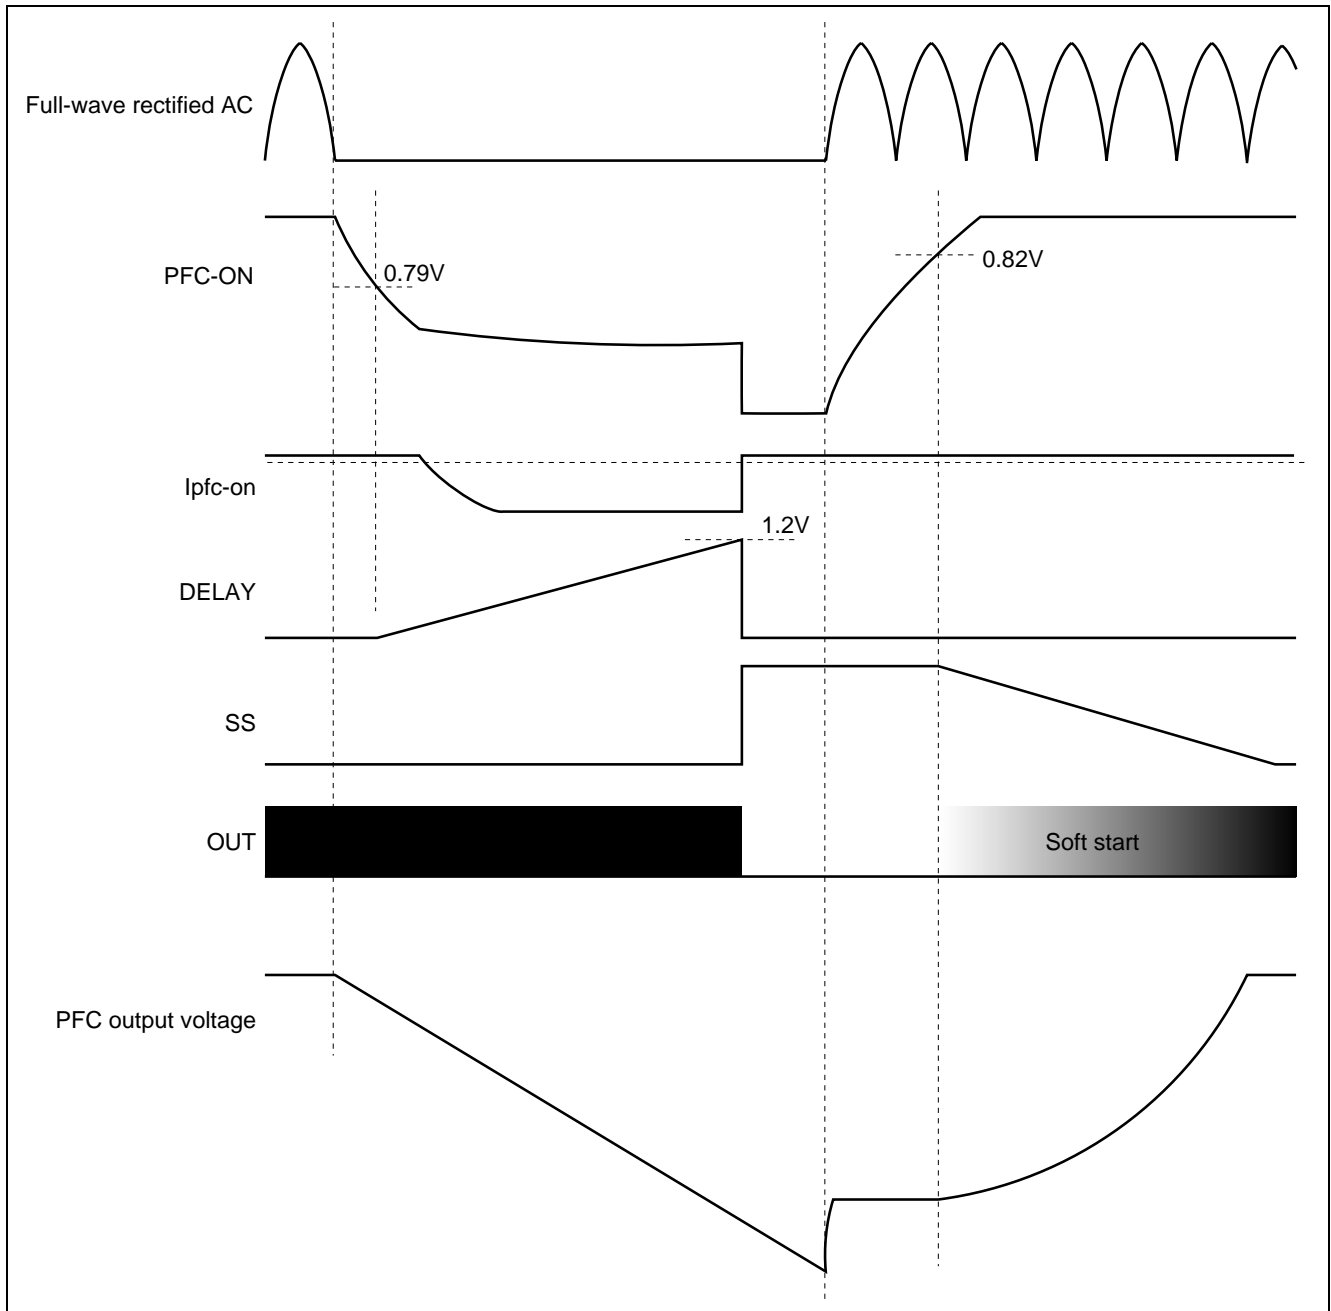 Full-wave rectified AC
PFC-ON
0.79V
0.82V
Ipfc-on
1.2V
DELAY
SS
OUT
Soft start
PFC output voltage